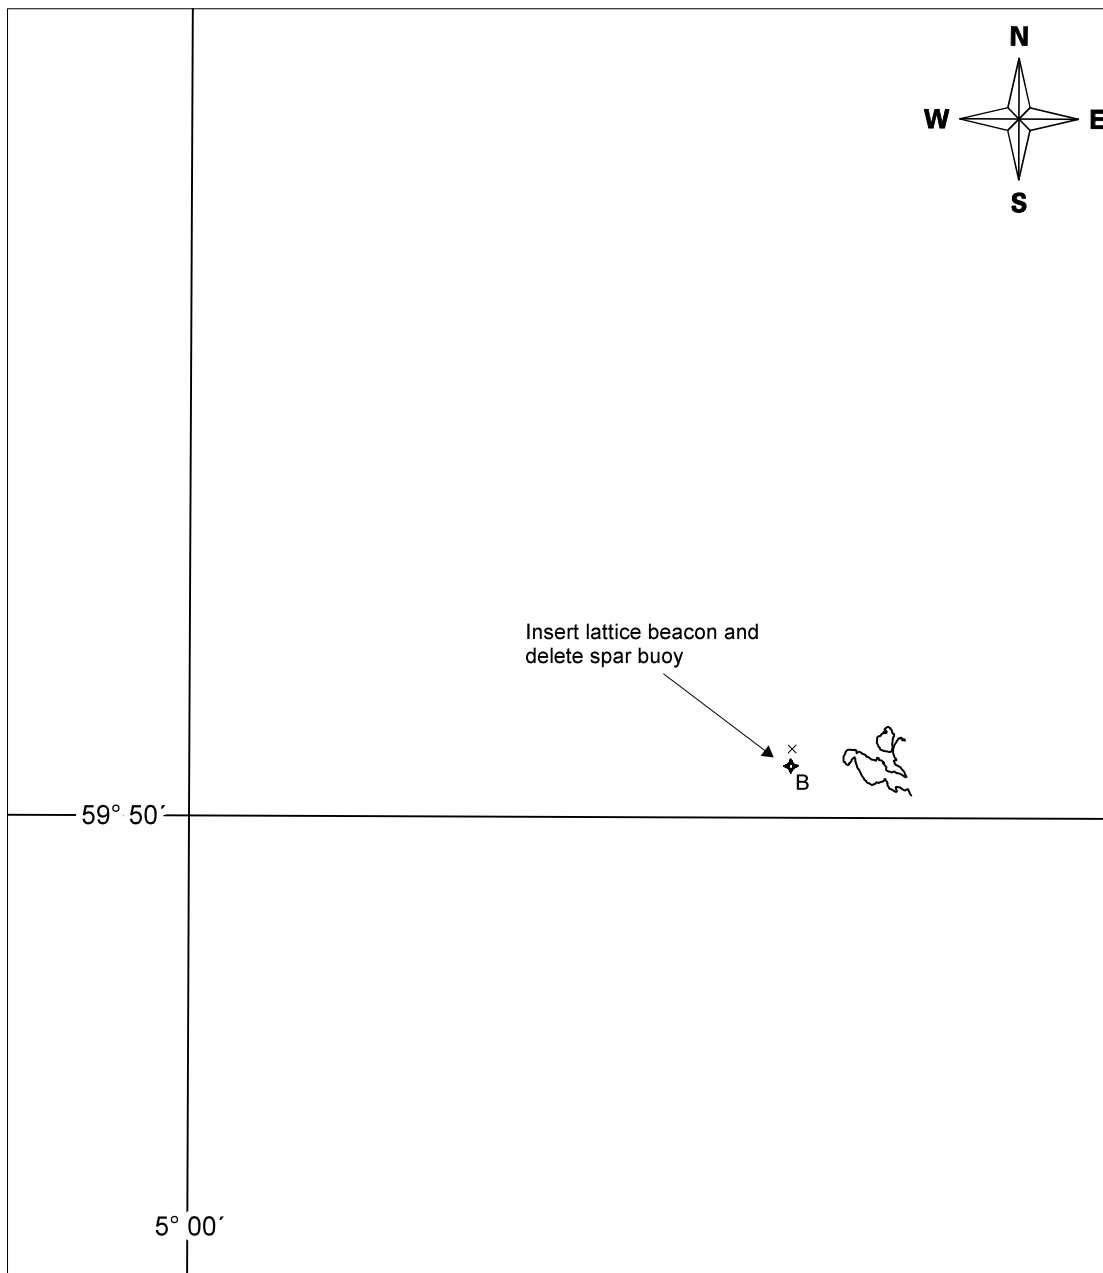 N
W E
S
Insert lattice beacon and
delete spar buoy
B
59° 50´
5° 00´